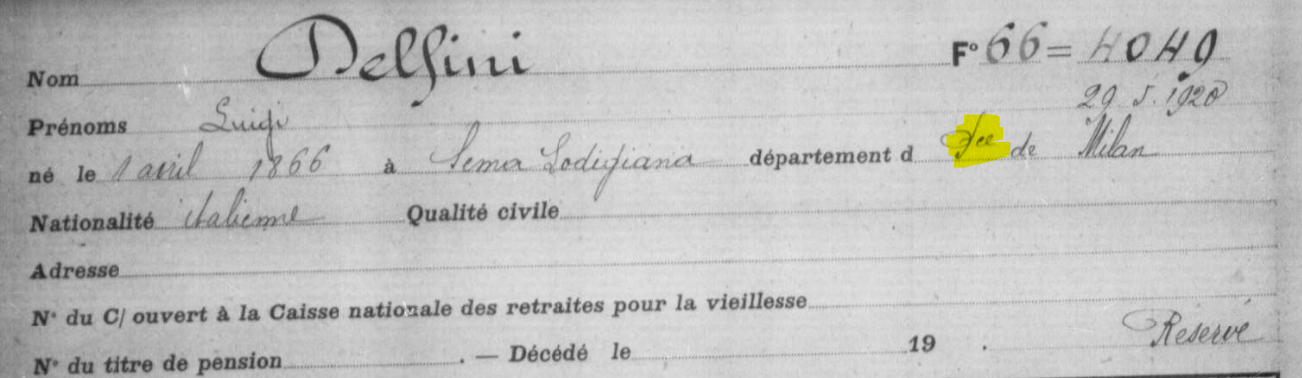 Nom Delfini F° 66 = 4049
29.5.1920
Prénoms Luigi
né le 1 avril 1866 à Senna Lodigiana département d Pce de Milan
Nationalité italienne Qualité civile
Adresse
N° du C/ ouvert à la Caisse nationale des retraites pour la vieillesse
N° du titre de pension . — Décédé le 19 . Réservé